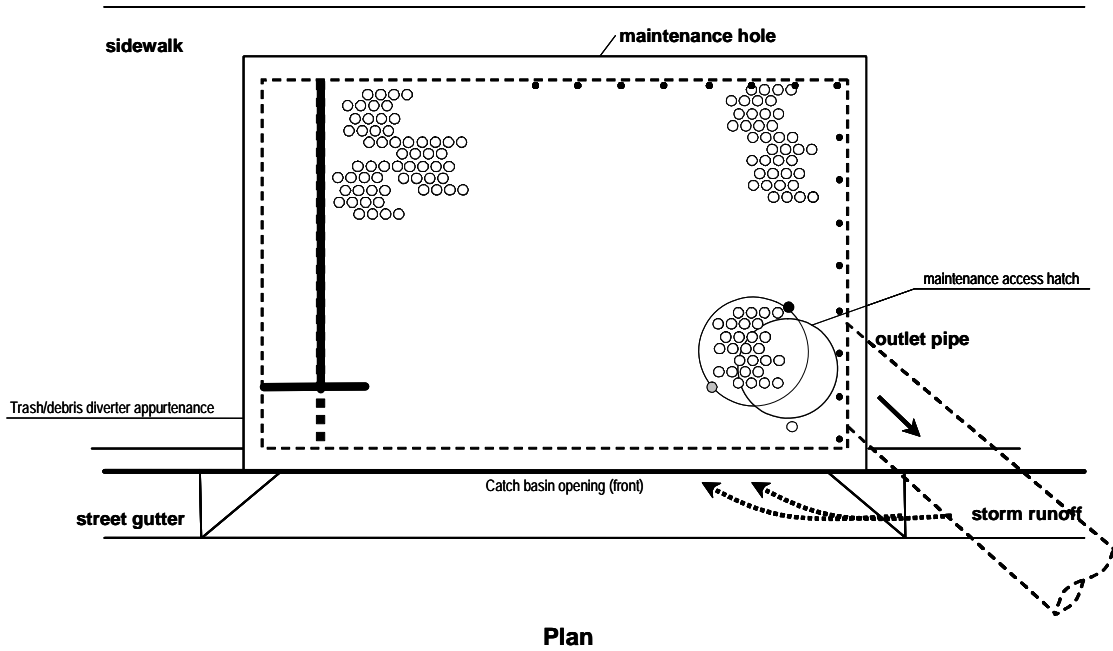 sidewalk
maintenance hole
maintenance access hatch
outlet pipe
Trash/debris diverter appurtenance
Catch basin opening (front)
street gutter
storm runoff
Plan